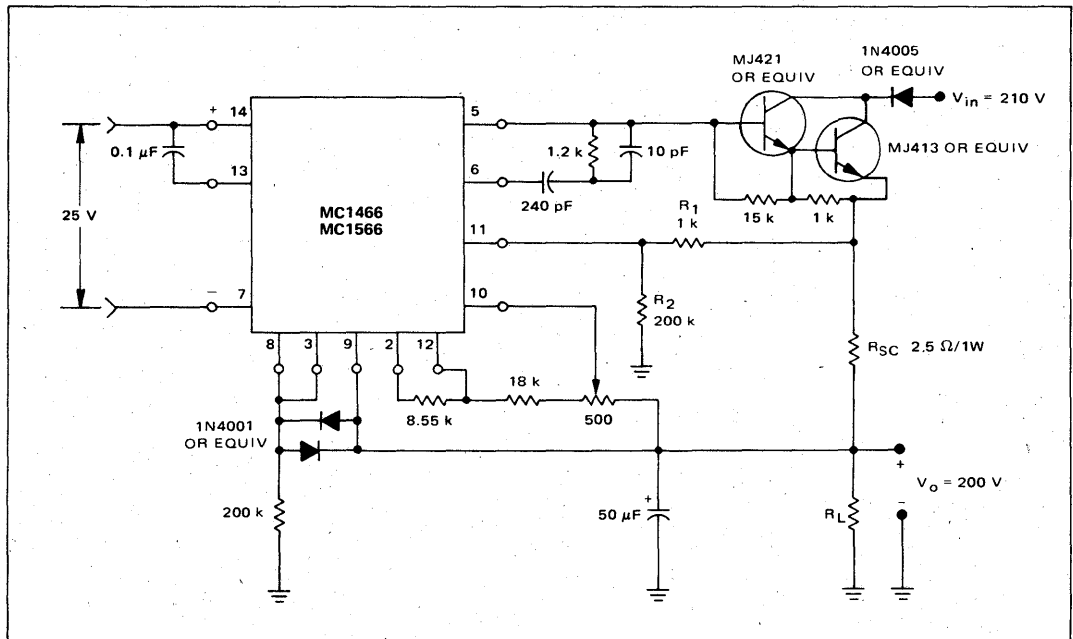 MJ421
OR EQUIV
1N4005
OR EQUIV
V_in = 210 V
MJ413 OR EQUIV
+
14
0.1 μF
13
25 V
−
7
MC1466
MC1566
5
6
11
10
8
3
9
2
12
1.2 k
10 pF
240 pF
15 k
1 k
R1
1 k
R2
200 k
RSC 2.5 Ω/1W
18 k
8.55 k
500
1N4001
OR EQUIV
200 k
+
50 μF
RL
+
Vo = 200 V
−